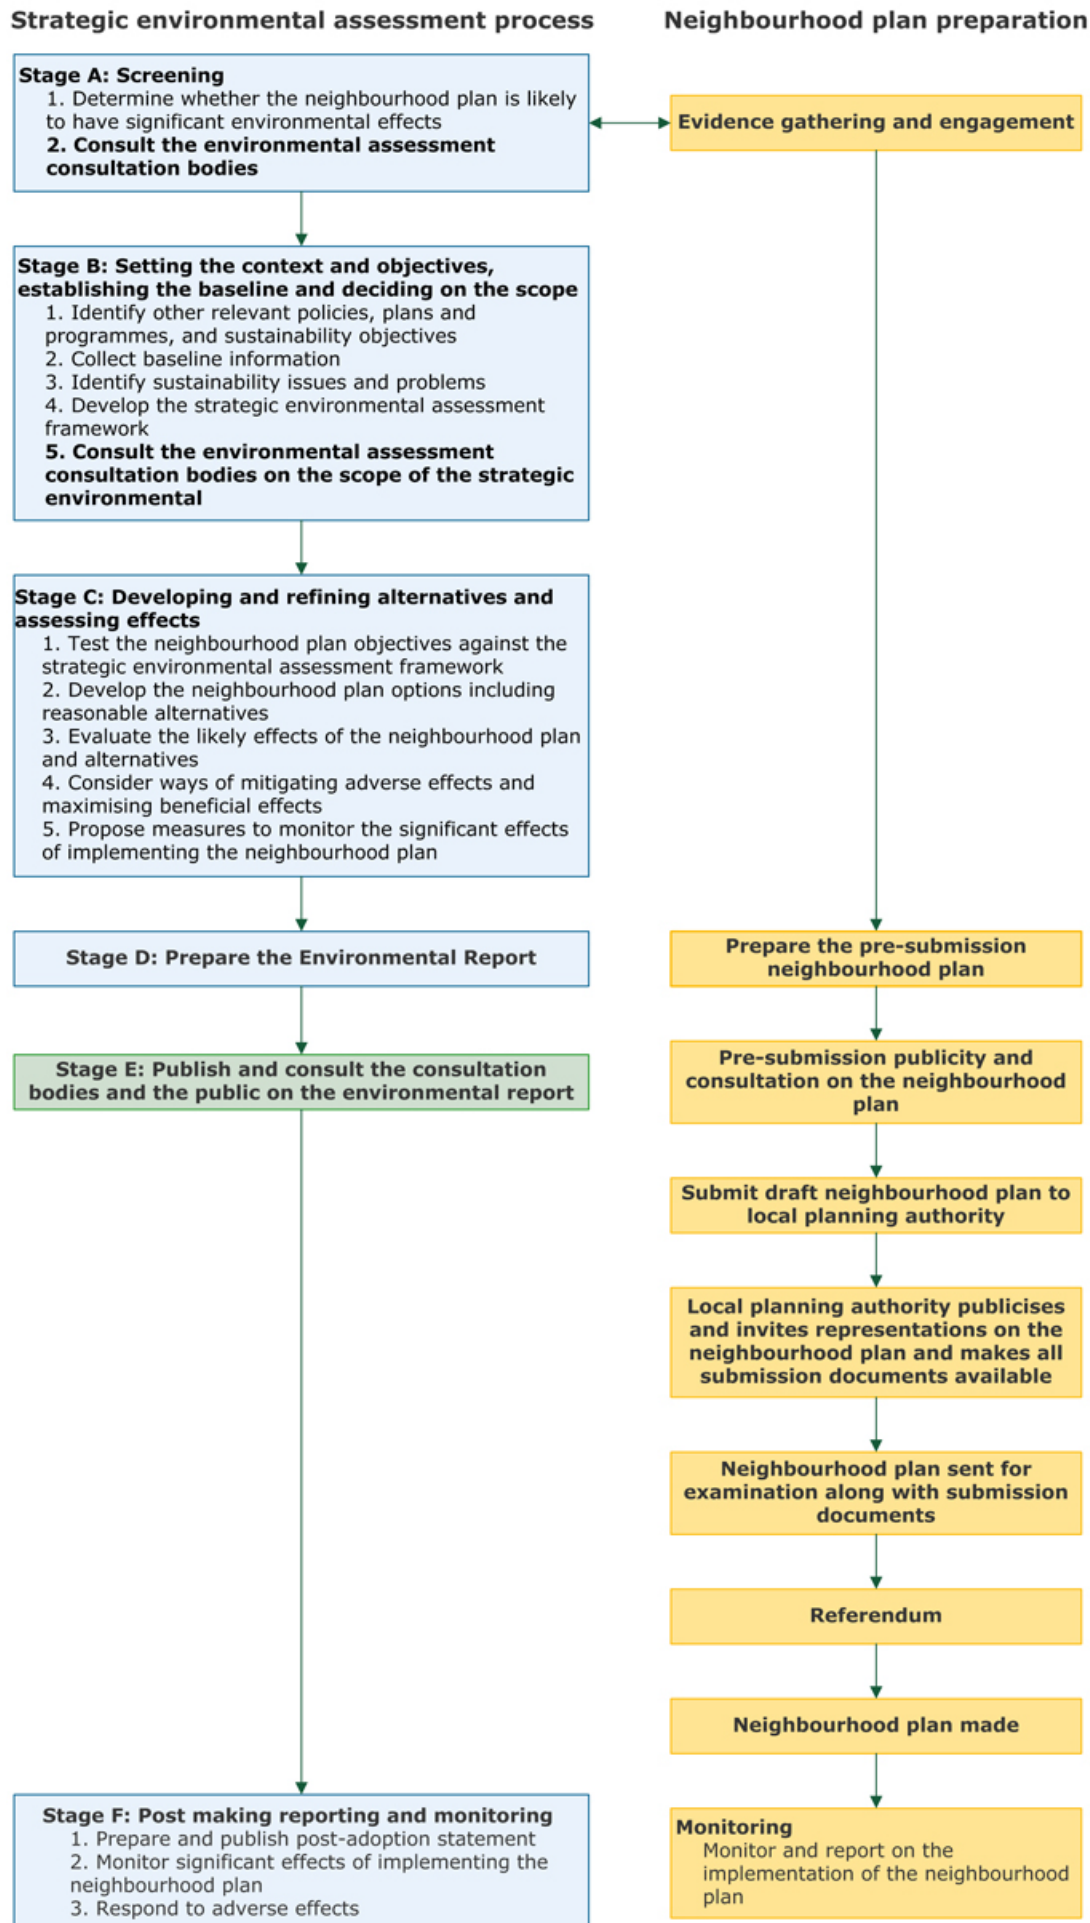 Strategic environmental assessment process
Neighbourhood plan preparation
Stage A: Screening
1. Determine whether the neighbourhood plan is likely
to have significant environmental effects
2. Consult the environmental assessment
consultation bodies
Evidence gathering and engagement
Stage B: Setting the context and objectives,
establishing the baseline and deciding on the scope
1. Identify other relevant policies, plans and
programmes, and sustainability objectives
2. Collect baseline information
3. Identify sustainability issues and problems
4. Develop the strategic environmental assessment
framework
5. Consult the environmental assessment
consultation bodies on the scope of the strategic
environmental
Stage C: Developing and refining alternatives and
assessing effects
1. Test the neighbourhood plan objectives against the
strategic environmental assessment framework
2. Develop the neighbourhood plan options including
reasonable alternatives
3. Evaluate the likely effects of the neighbourhood plan
and alternatives
4. Consider ways of mitigating adverse effects and
maximising beneficial effects
5. Propose measures to monitor the significant effects
of implementing the neighbourhood plan
Stage D: Prepare the Environmental Report
Prepare the pre-submission
neighbourhood plan
Stage E: Publish and consult the consultation
bodies and the public on the environmental report
Pre-submission publicity and
consultation on the neighbourhood
plan
Submit draft neighbourhood plan to
local planning authority
Local planning authority publicises
and invites representations on the
neighbourhood plan and makes all
submission documents available
Neighbourhood plan sent for
examination along with submission
documents
Referendum
Neighbourhood plan made
Stage F: Post making reporting and monitoring
1. Prepare and publish post-adoption statement
2. Monitor significant effects of implementing the
neighbourhood plan
3. Respond to adverse effects
Monitoring
Monitor and report on the
implementation of the neighbourhood
plan